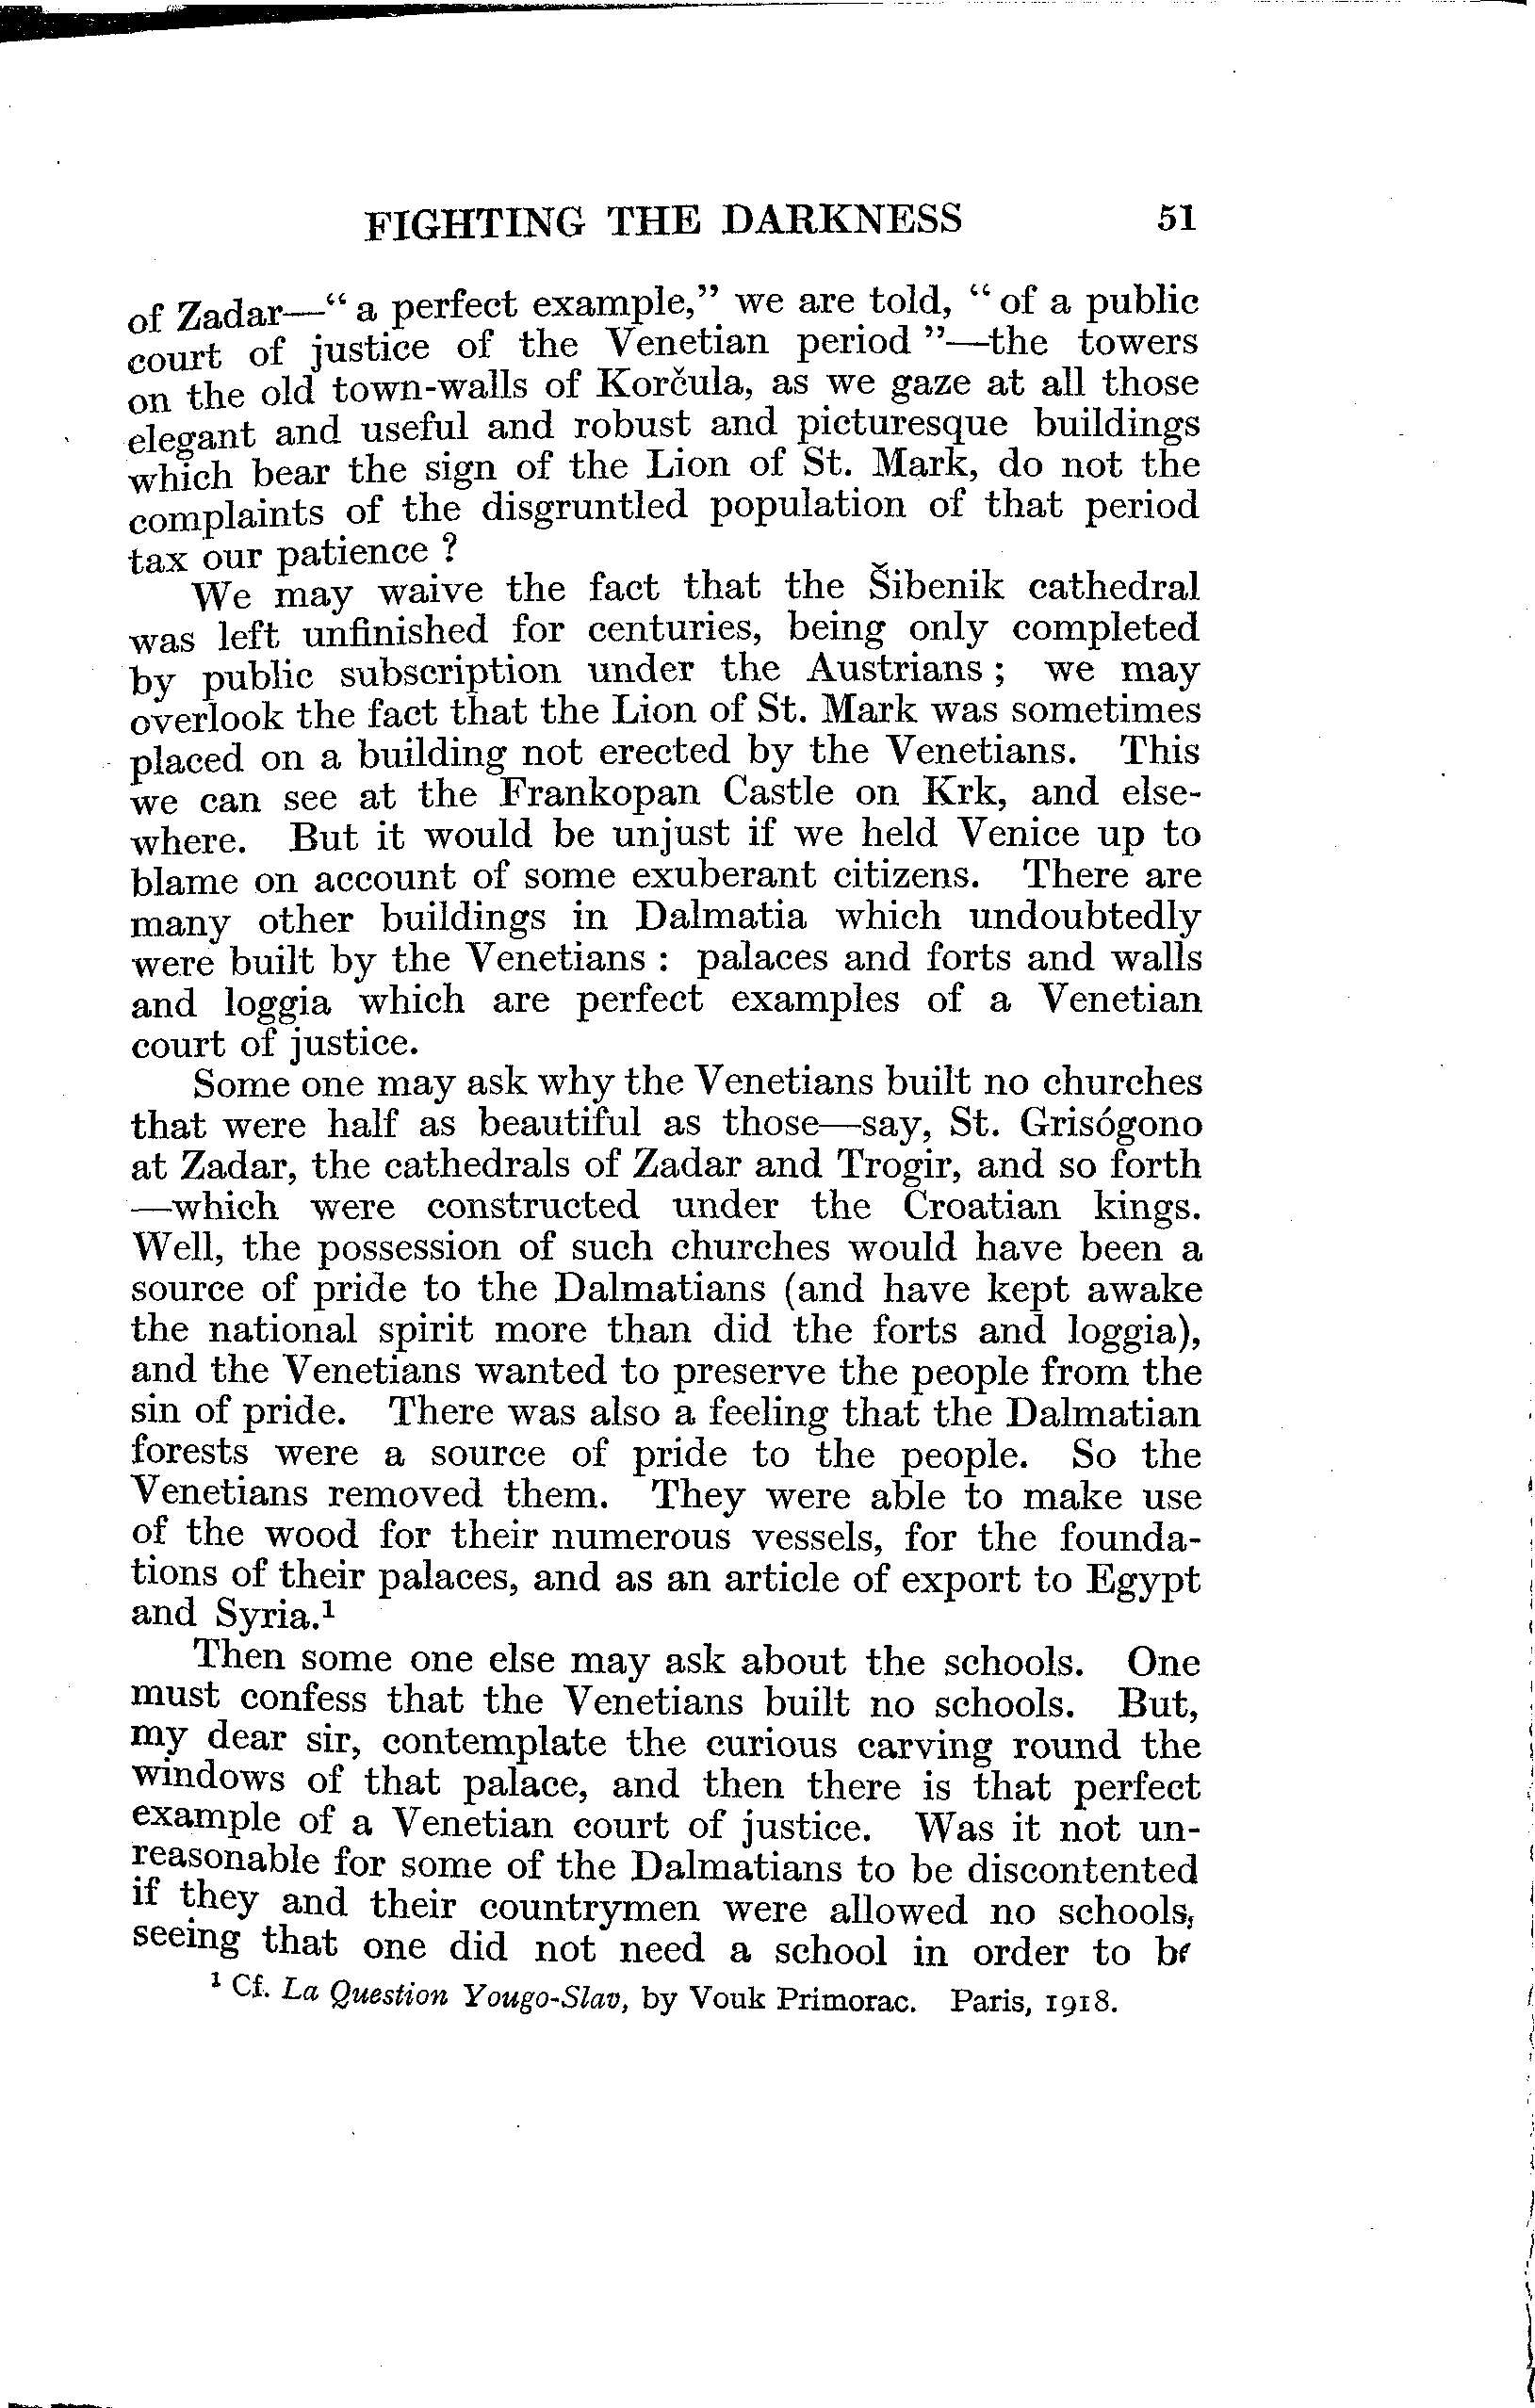 FIGHTING THE DARKNESS 51
of Zadar—“ a perfect example,” we are told, “ of a public
court of justice of the Venetian period ”—the towers
on the old town-walls of Korčula, as we gaze at all those
elegant and useful and robust and picturesque buildings
which bear the sign of the Lion of St. Mark, do not the
complaints of the disgruntled population of that period
tax our patience ?
We may waive the fact that the Šibenik cathedral
was left unfinished for centuries, being only completed
by public subscription under the Austrians ; we may
overlook the fact that the Lion of St. Mark was sometimes
placed on a building not erected by the Venetians. This
we can see at the Frankopan Castle on Krk, and else-
where. But it would be unjust if we held Venice up to
blame on account of some exuberant citizens. There are
many other buildings in Dalmatia which undoubtedly
were built by the Venetians : palaces and forts and walls
and loggia which are perfect examples of a Venetian
court of justice.
Some one may ask why the Venetians built no churches
that were half as beautiful as those—say, St. Grisógono
at Zadar, the cathedrals of Zadar and Trogir, and so forth
—which were constructed under the Croatian kings.
Well, the possession of such churches would have been a
source of pride to the Dalmatians (and have kept awake
the national spirit more than did the forts and loggia),
and the Venetians wanted to preserve the people from the
sin of pride. There was also a feeling that the Dalmatian
forests were a source of pride to the people. So the
Venetians removed them. They were able to make use
of the wood for their numerous vessels, for the founda-
tions of their palaces, and as an article of export to Egypt
and Syria.¹
Then some one else may ask about the schools. One
must confess that the Venetians built no schools. But,
my dear sir, contemplate the curious carving round the
windows of that palace, and then there is that perfect
example of a Venetian court of justice. Was it not un-
reasonable for some of the Dalmatians to be discontented
if they and their countrymen were allowed no schools,
seeing that one did not need a school in order to be
¹ Cf. La Question Yougo-Slav, by Vouk Primorac. Paris, 1918.